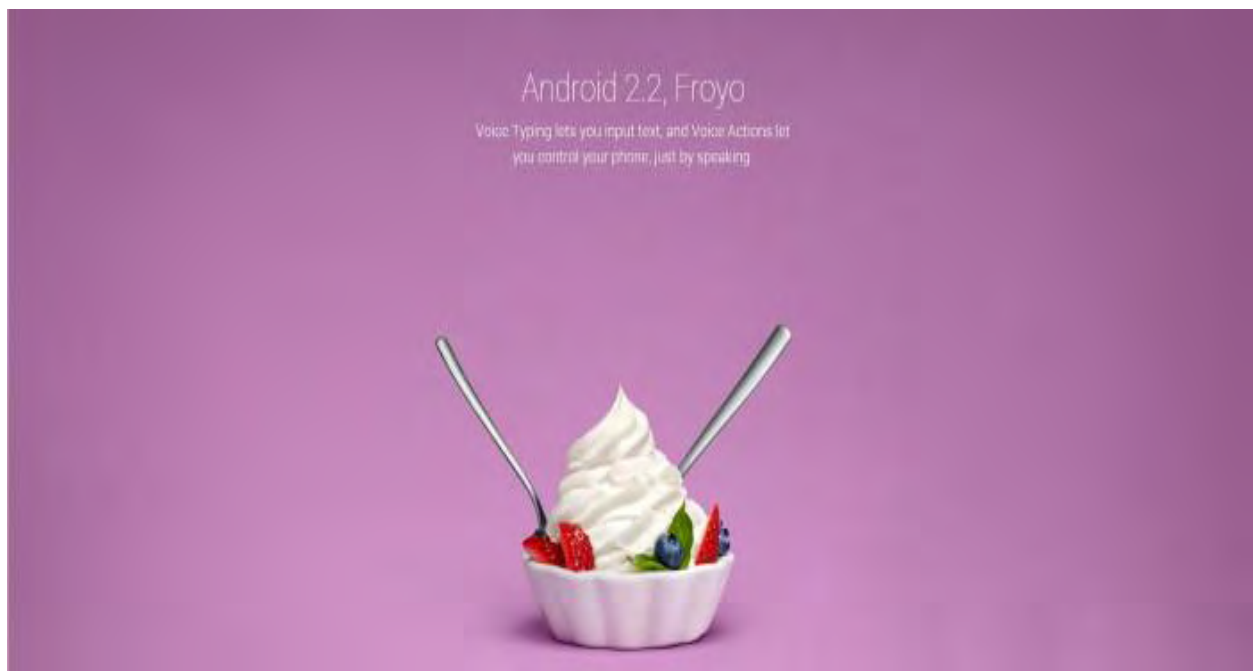 Android 2.2, Froyo
Voice Typing lets you input text, and Voice Actions let
you control your phone, just by speaking